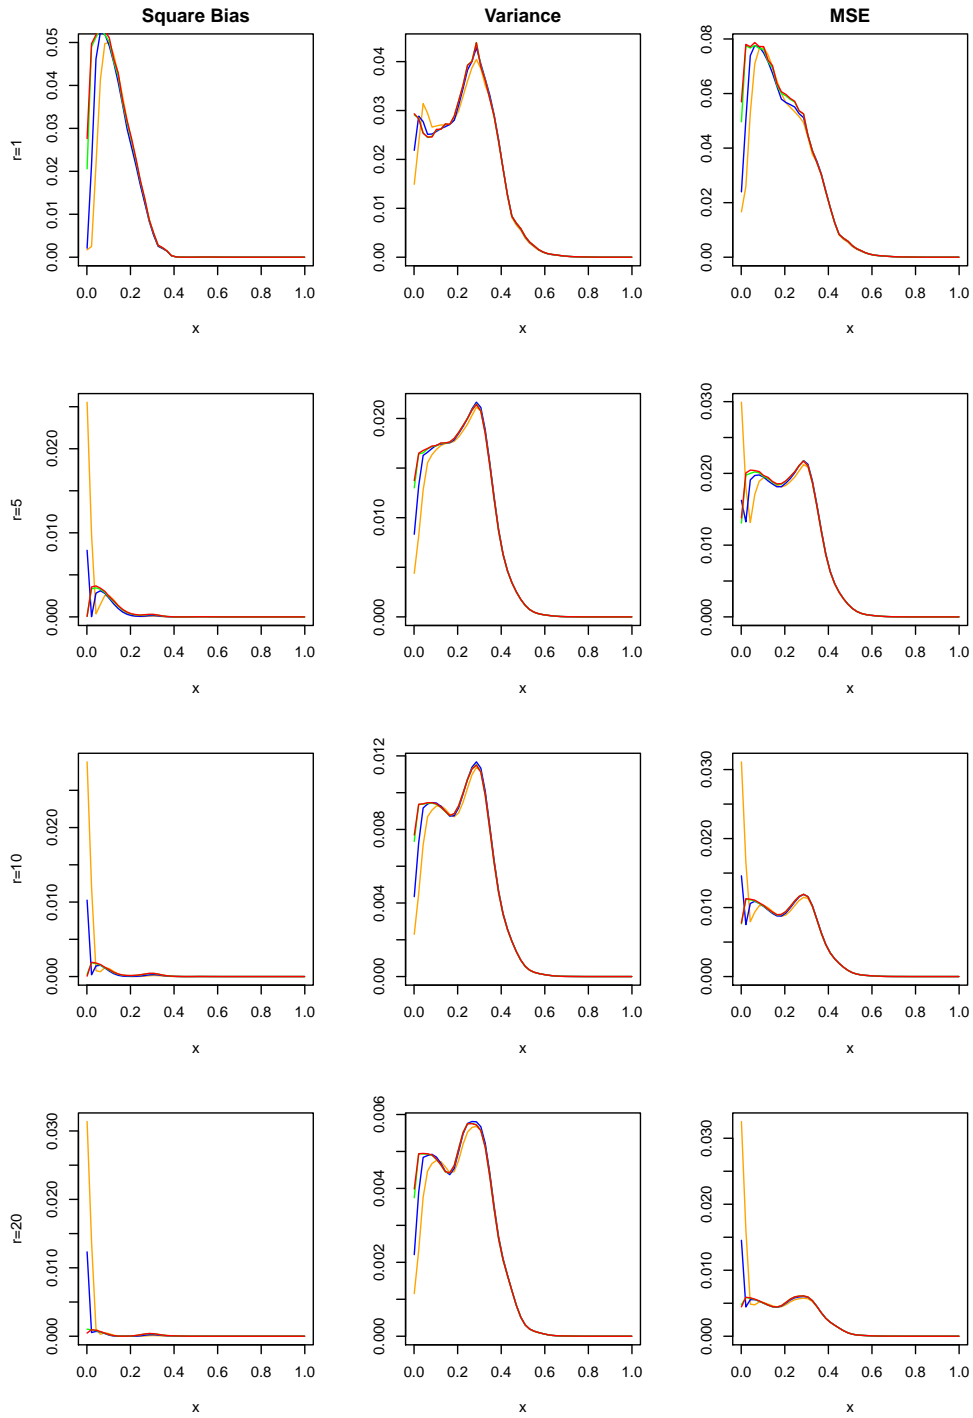 Square Bias Variance MSE
r=1
0.00 0.01 0.02 0.03 0.04 0.05
0.0 0.2 0.4 0.6 0.8 1.0
x
0.00 0.01 0.02 0.03 0.04
0.0 0.2 0.4 0.6 0.8 1.0
x
0.00 0.02 0.04 0.06 0.08
0.0 0.2 0.4 0.6 0.8 1.0
x
r=5
0.000 0.010 0.020
0.0 0.2 0.4 0.6 0.8 1.0
x
0.000 0.010 0.020
0.0 0.2 0.4 0.6 0.8 1.0
x
0.000 0.010 0.020 0.030
0.0 0.2 0.4 0.6 0.8 1.0
x
r=10
0.000 0.010 0.020
0.0 0.2 0.4 0.6 0.8 1.0
x
0.000 0.004 0.008 0.012
0.0 0.2 0.4 0.6 0.8 1.0
x
0.000 0.010 0.020 0.030
0.0 0.2 0.4 0.6 0.8 1.0
x
r=20
0.000 0.010 0.020 0.030
0.0 0.2 0.4 0.6 0.8 1.0
x
0.000 0.002 0.004 0.006
0.0 0.2 0.4 0.6 0.8 1.0
x
0.000 0.010 0.020 0.030
0.0 0.2 0.4 0.6 0.8 1.0
x